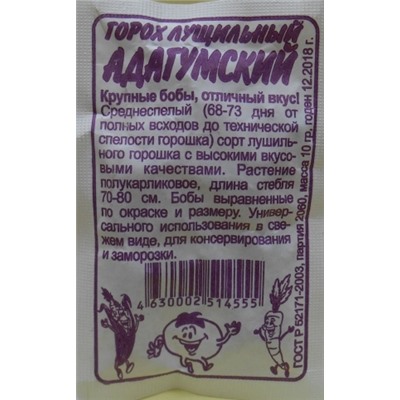 ТОРОХ ЛУЩИЛЬНЫЙ
АДАГУМСКИЙ
Крупные бобы, отличный вкус!
Среднеспелый (68-73 дня от
полных всходов до технической
спелости горошка) сорт лушиль-
ного горошка с высокими вкусо-
выми качествами. Растение
полукарликовое, длина стебля
70-80 см. Бобы выравненные
по окраске и размеру. Универ-
сального использования в све-
жем виде, для консервирования
и заморозки.
4 630002 514555
ГОСТ Р 52171-2003, партия 2060, масса 10 гр. годен 12.2018 г.